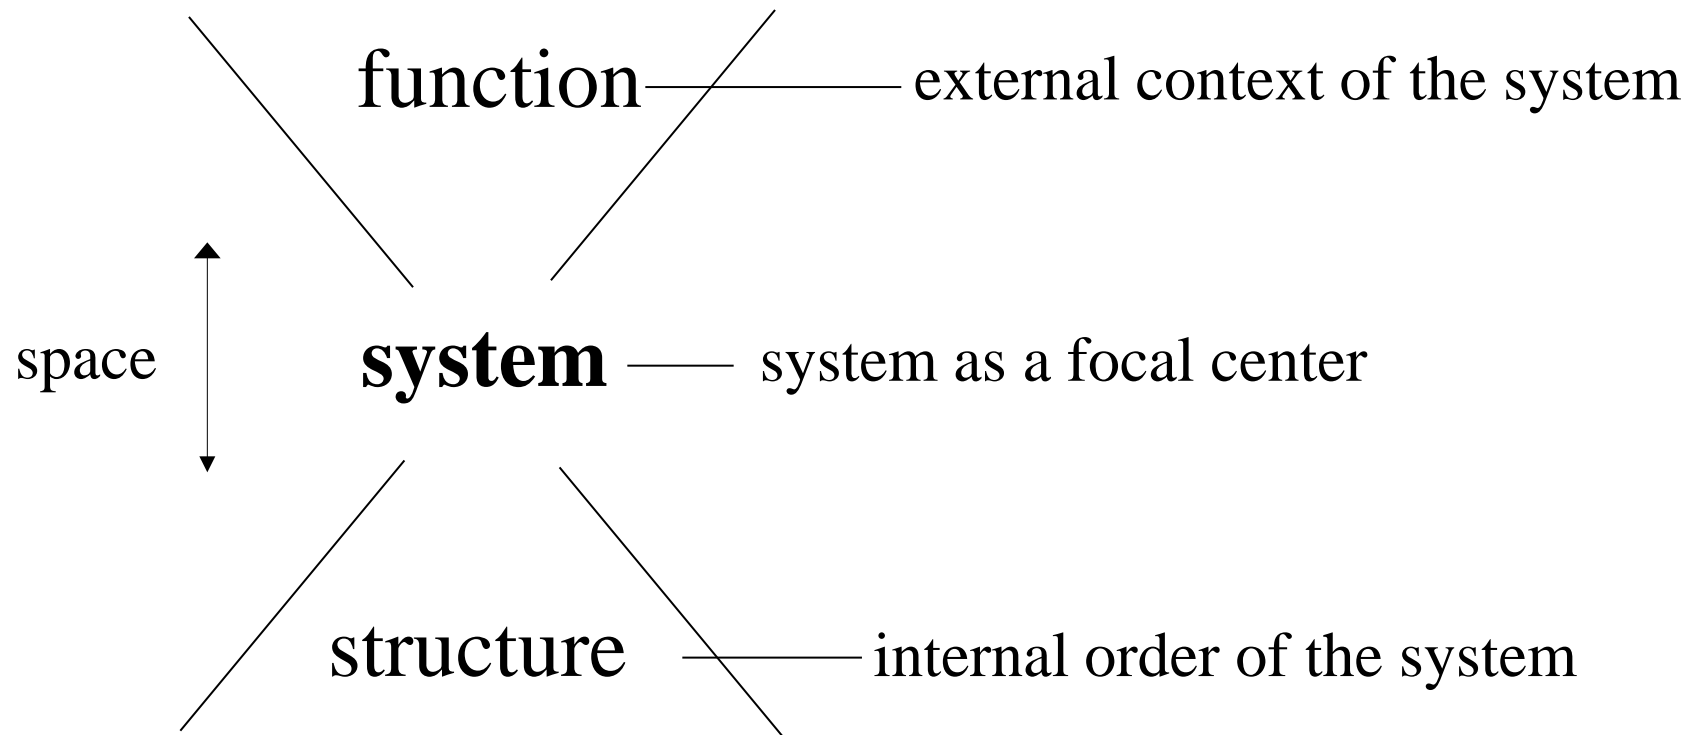 function external context of the system
space system system as a focal center
structure internal order of the system